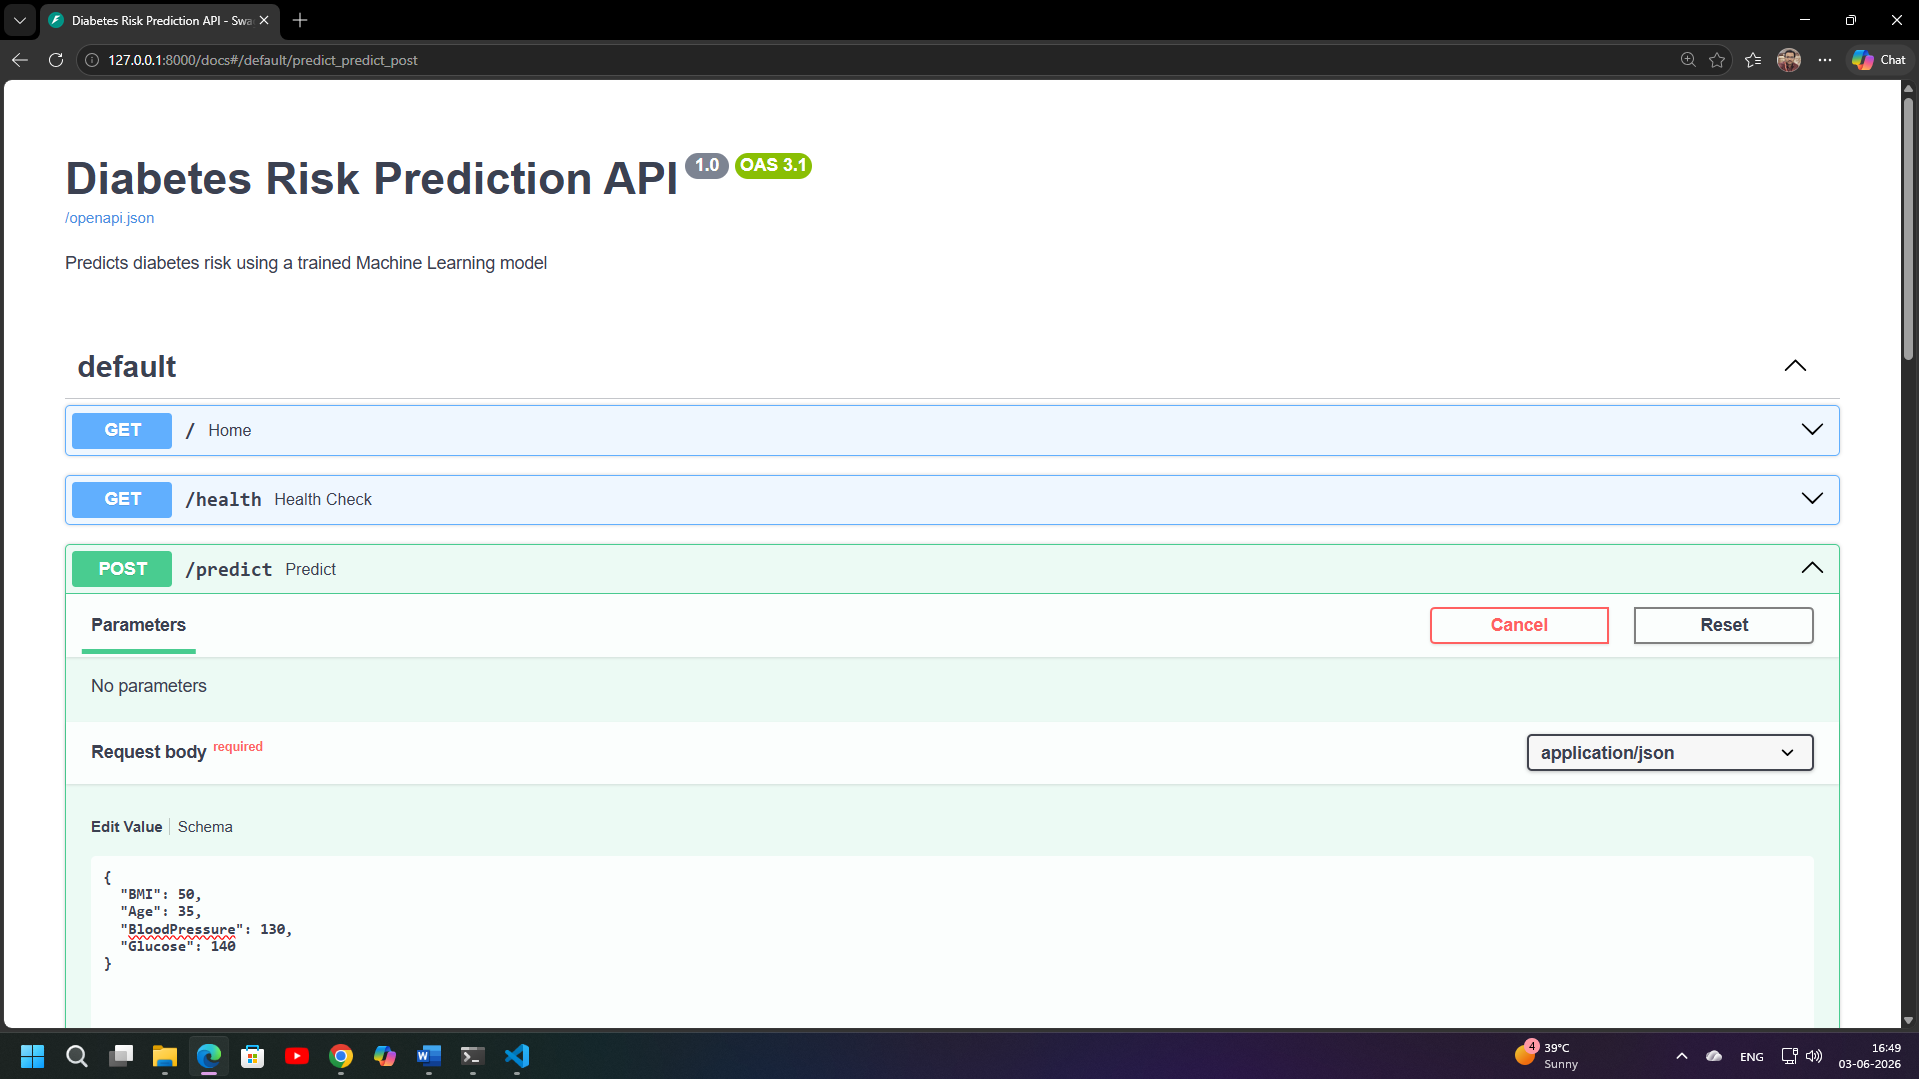 Diabetes Risk Prediction API - Swa
127.0.0.1:8000/docs#/default/predict_predict_post
Chat
Diabetes Risk Prediction API 1.0 OAS 3.1
/openapi.json
Predicts diabetes risk using a trained Machine Learning model
default
GET / Home
GET /health Health Check
POST /predict Predict
Parameters
Cancel
Reset
No parameters
Request body required
application/json
Edit Value Schema
{
"BMI": 50,
"Age": 35,
"BloodPressure": 130,
"Glucose": 140
}
4
39°C
Sunny
ENG
16:49
03-06-2026